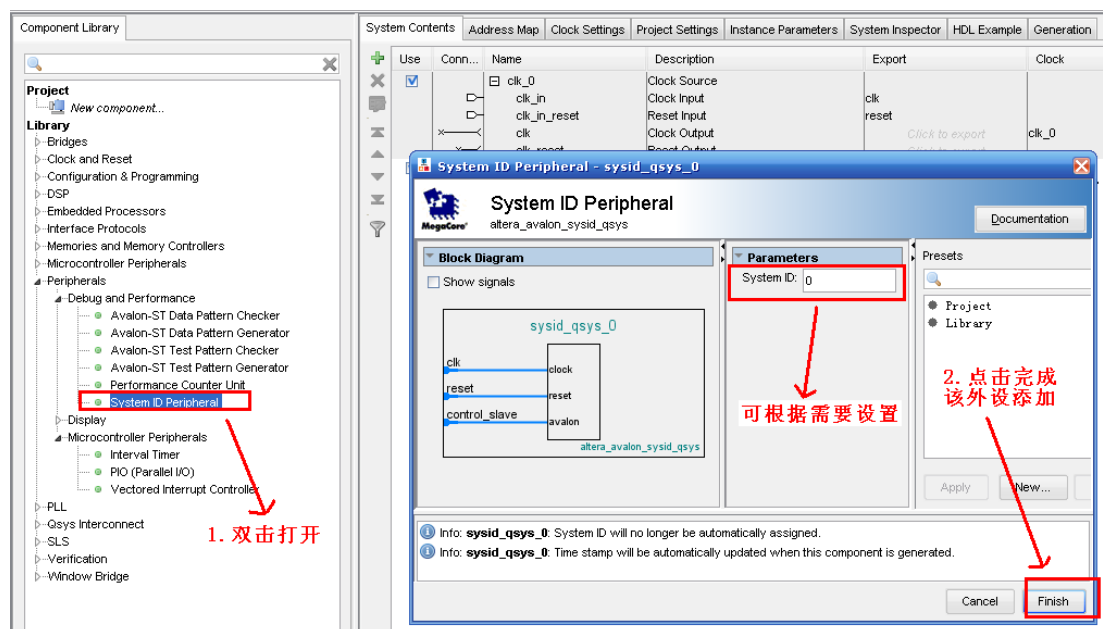 Component Library
Project
New component...
Library
Bridges
Clock and Reset
Configuration & Programming
DSP
Embedded Processors
Interface Protocols
Memories and Memory Controllers
Microcontroller Peripherals
Peripherals
Debug and Performance
Avalon-ST Data Pattern Checker
Avalon-ST Data Pattern Generator
Avalon-ST Test Pattern Checker
Avalon-ST Test Pattern Generator
Performance Counter Unit
System ID Peripheral
Display
Microcontroller Peripherals
Interval Timer
PIO (Parallel I/O)
Vectored Interrupt Controller
PLL
Qsys Interconnect
SLS
Verification
Window Bridge
1. 双击打开
System Contents Address Map Clock Settings Project Settings Instance Parameters System Inspector HDL Example Generation
Use Conn... Name Description Export Clock
clk_0 Clock Source
clk_in Clock Input clk
clk_in_reset Reset Input reset
clk Clock Output Click to export clk_0
System ID Peripheral - sysid_qsys_0
System ID Peripheral
MegaCore
altera_avalon_sysid_qsys
Documentation
Block Diagram
Show signals
sysid_qsys_0
clk
clock
reset
reset
control_slave
avalon
altera_avalon_sysid_qsys
Parameters
System ID: 0
可根据需要设置
Presets
Project
Library
2. 点击完成
该外设添加
Apply New...
Info: sysid_qsys_0: System ID will no longer be automatically assigned.
Info: sysid_qsys_0: Time stamp will be automatically updated when this component is generated.
Cancel Finish